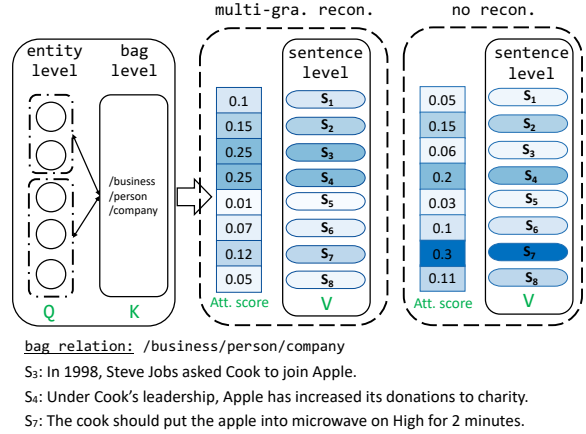 multi-gra. recon.
no recon.
entity level
bag level
/business
/person
/company
Q
K
0.1
0.15
0.25
0.25
0.01
0.07
0.12
0.05
Att. score
sentence level
S1
S2
S3
S4
S5
S6
S7
S8
V
0.05
0.15
0.06
0.2
0.03
0.1
0.3
0.11
Att. score
sentence level
S1
S2
S3
S4
S5
S6
S7
S8
V
bag relation: /business/person/company
S3: In 1998, Steve Jobs asked Cook to join Apple.
S4: Under Cook's leadership, Apple has increased its donations to charity.
S7: The cook should put the apple into microwave on High for 2 minutes.